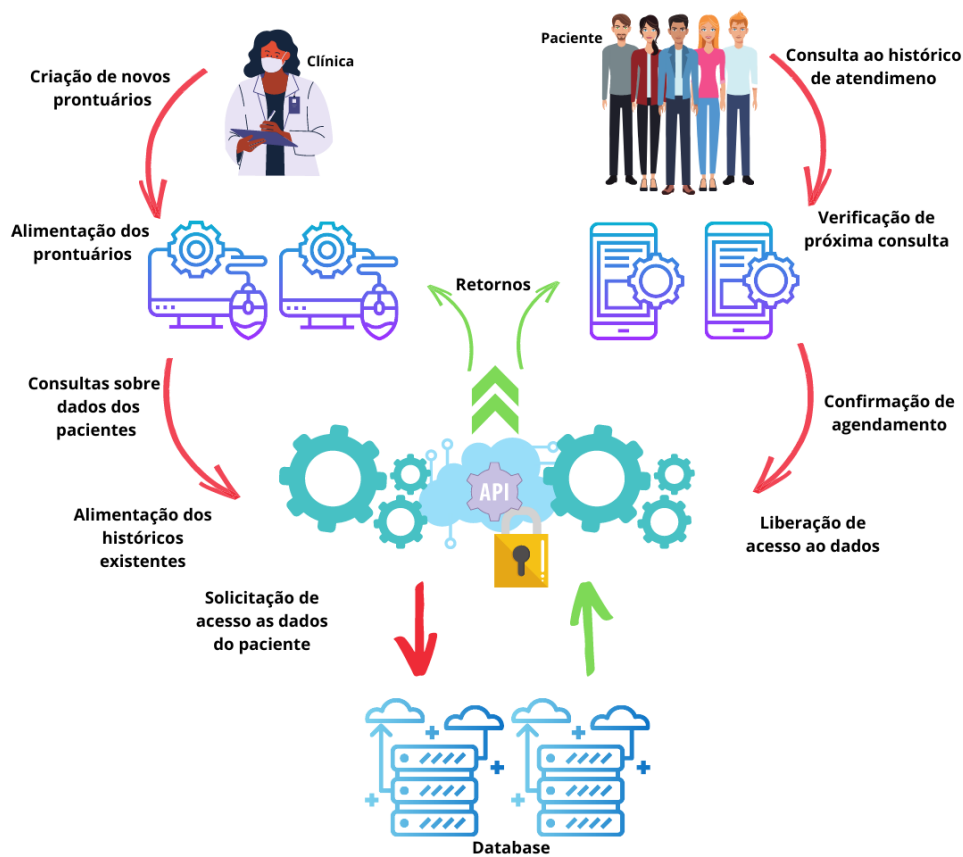 Clínica
Paciente
Criação de novos
prontuários
Consulta ao histórico
de atendimeno
Alimentação dos
prontuários
Verificação de
próxima consulta
Retornos
Consultas sobre
dados dos
pacientes
Confirmação de
agendamento
API
Alimentação dos
históricos
existentes
Liberação de
acesso ao dados
Solicitação de
acesso as dados
do paciente
Database